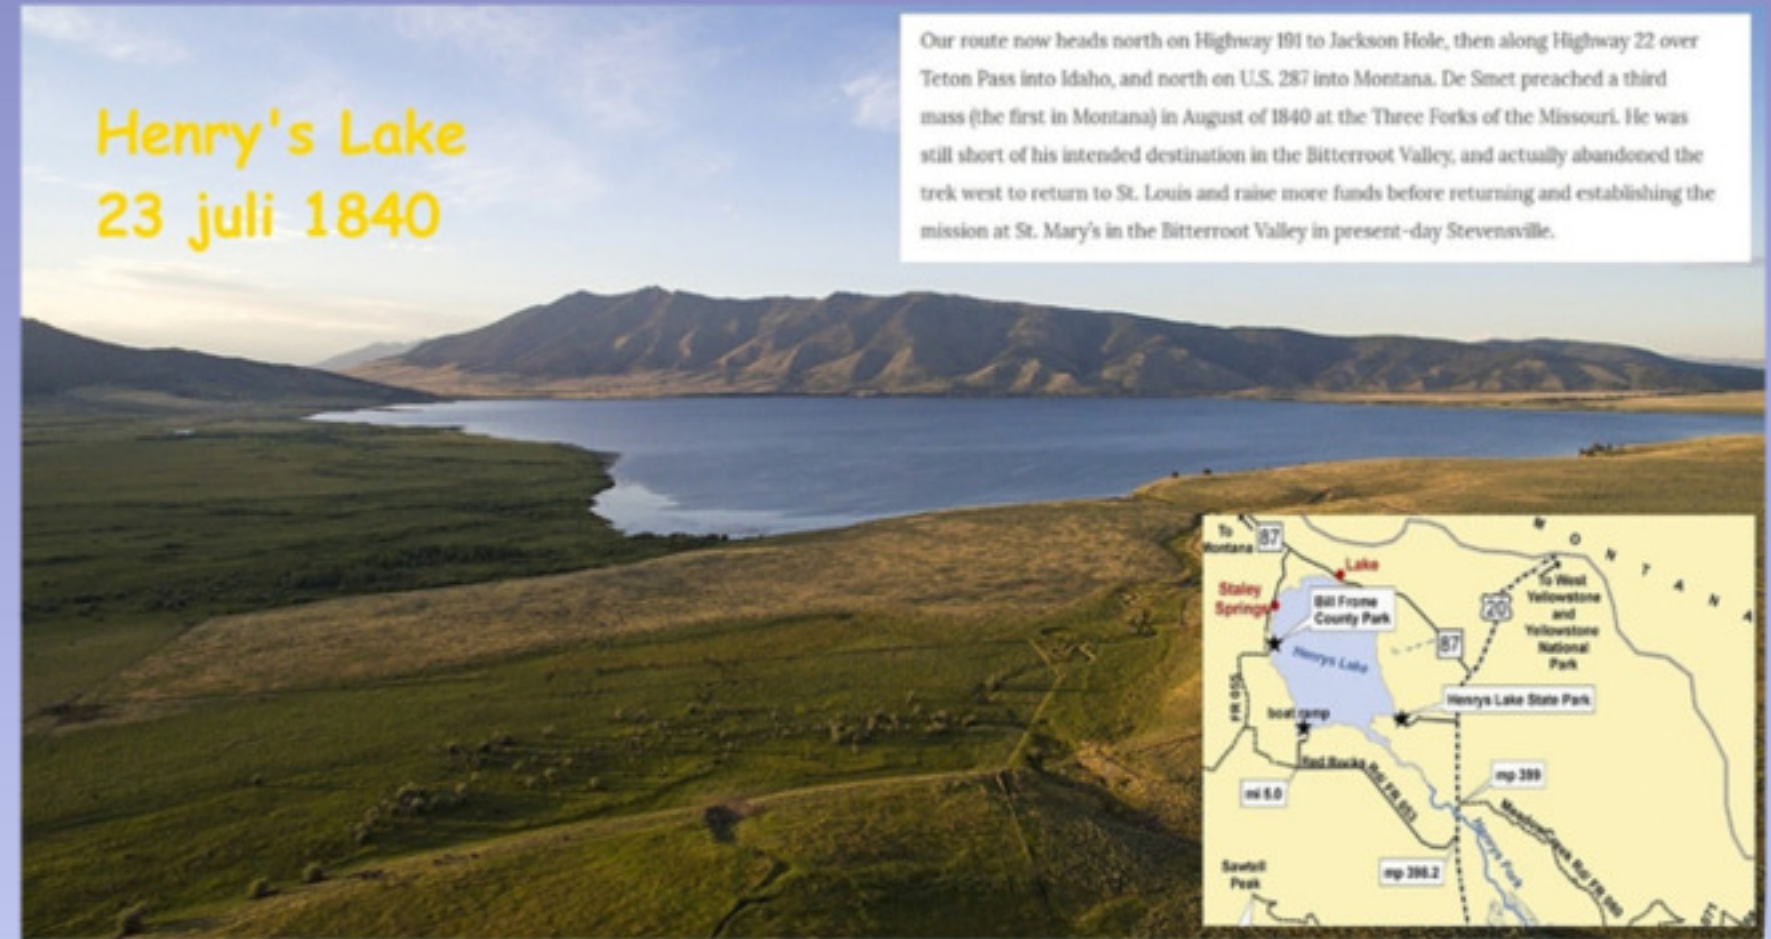 Henry's Lake
23 juli 1840
Our route now heads north on Highway 191 to Jackson Hole, then along Highway 22 over
Teton Pass into Idaho, and north on U.S. 287 into Montana. De Smet preached a third
mass (the first in Montana) in August of 1840 at the Three Forks of the Missouri. He was
still short of his intended destination in the Bitterroot Valley, and actually abandoned the
trek west to return to St. Louis and raise more funds before returning and establishing the
mission at St. Mary's in the Bitterroot Valley in present-day Stevensville.
To
Montana
87
Lake
Staley
Springs
Bill Frome
County Park
Henrys Lake
20
87
To West
Yellowstone
and
Yellowstone
National
Park
MONTANA
FR 055
boat ramp
Henrys Lake State Park
Red Rocks Rd/ FR 053
mi 5.0
mp 399
Meadow Creek Rd/ FR 080
Henrys Fork
mp 398.2
Sawtell
Peak